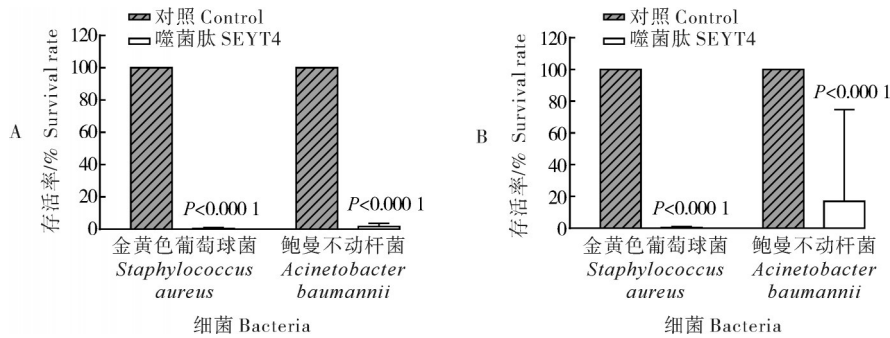 A
对照 Control
噬菌肽 SEYT4
存活率/% Survival rate
120
100
80
60
40
20
0
P<0.000 1
P<0.000 1
金黄色葡萄球菌
Staphylococcus
aureus
鲍曼不动杆菌
Acinetobacter
baumannii
细菌 Bacteria
B
对照 Control
噬菌肽 SEYT4
存活率/% Survival rate
120
100
80
60
40
20
0
P<0.000 1
P<0.000 1
金黄色葡萄球菌
Staphylococcus
aureus
鲍曼不动杆菌
Acinetobacter
baumannii
细菌 Bacteria